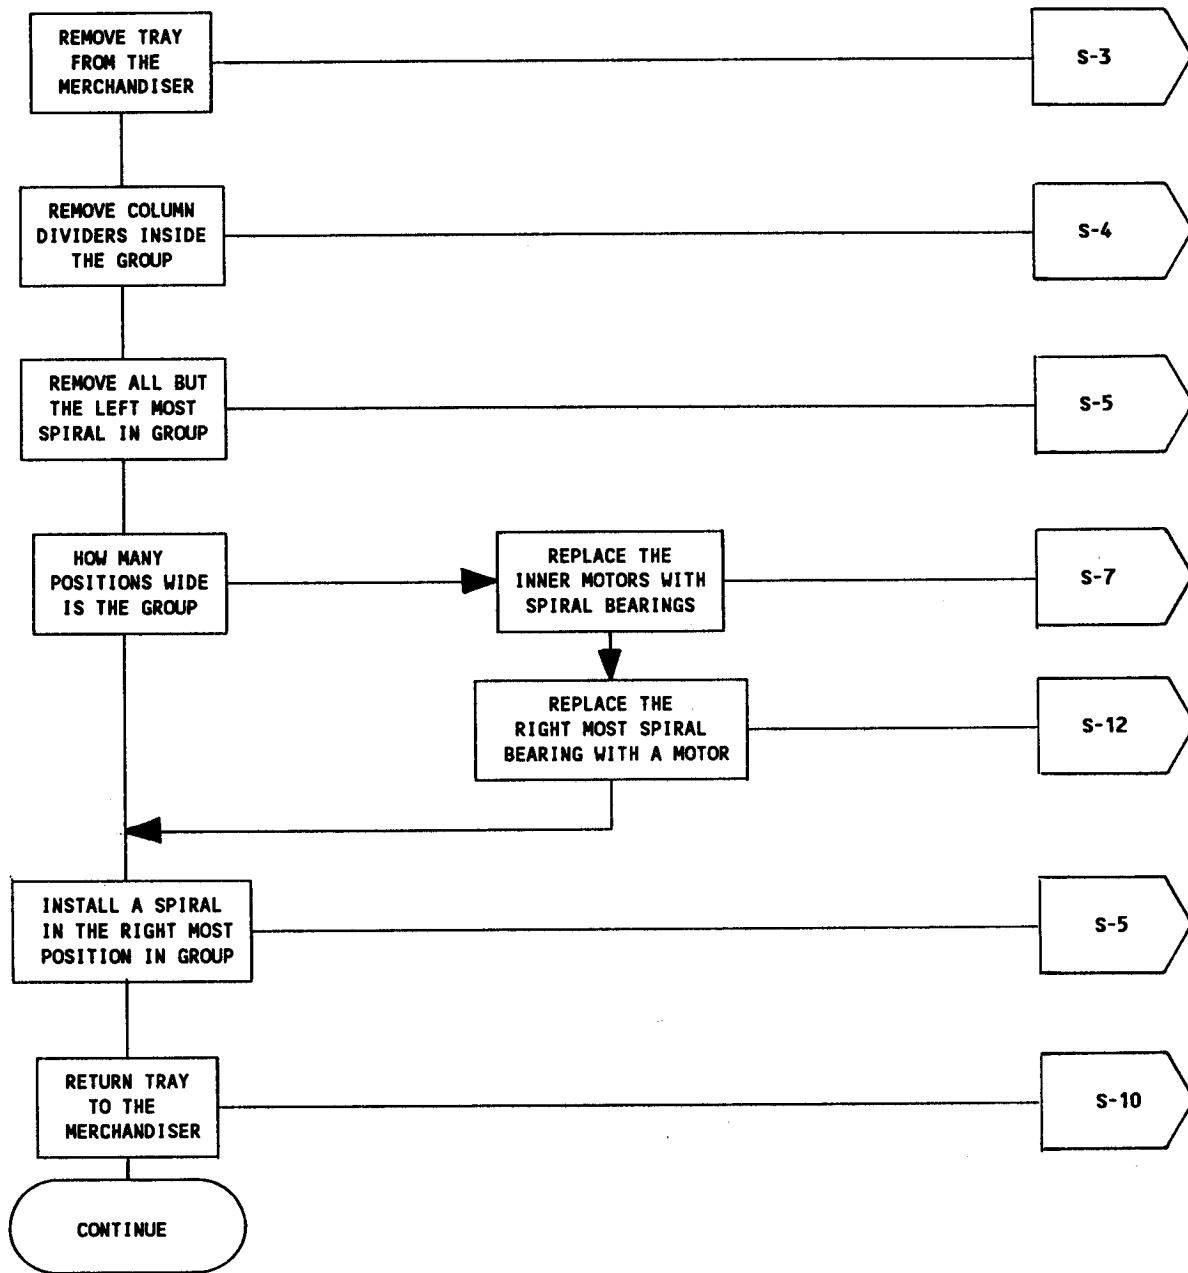 REMOVE TRAY
FROM THE
MERCHANDISER
S-3
REMOVE COLUMN
DIVIDERS INSIDE
THE GROUP
S-4
REMOVE ALL BUT
THE LEFT MOST
SPIRAL IN GROUP
S-5
HOW MANY
POSITIONS WIDE
IS THE GROUP
REPLACE THE
INNER MOTORS WITH
SPIRAL BEARINGS
S-7
REPLACE THE
RIGHT MOST SPIRAL
BEARING WITH A MOTOR
S-12
INSTALL A SPIRAL
IN THE RIGHT MOST
POSITION IN GROUP
S-5
RETURN TRAY
TO THE
MERCHANDISER
S-10
CONTINUE